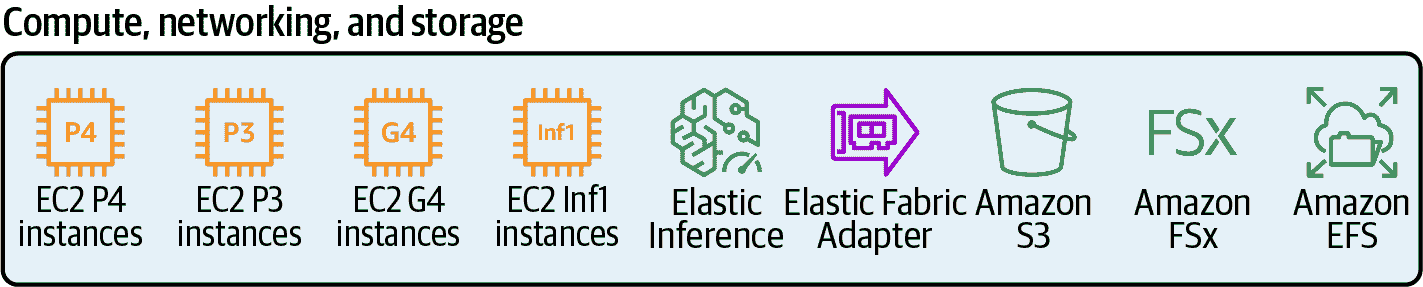 Compute, networking, and storage
P4
P3
G4
Inf1
FSx
EC2 P4
instances
EC2 P3
instances
EC2 G4
instances
EC2 Inf1
instances
Elastic
Inference
Elastic Fabric
Adapter
Amazon
S3
Amazon
FSx
Amazon
EFS